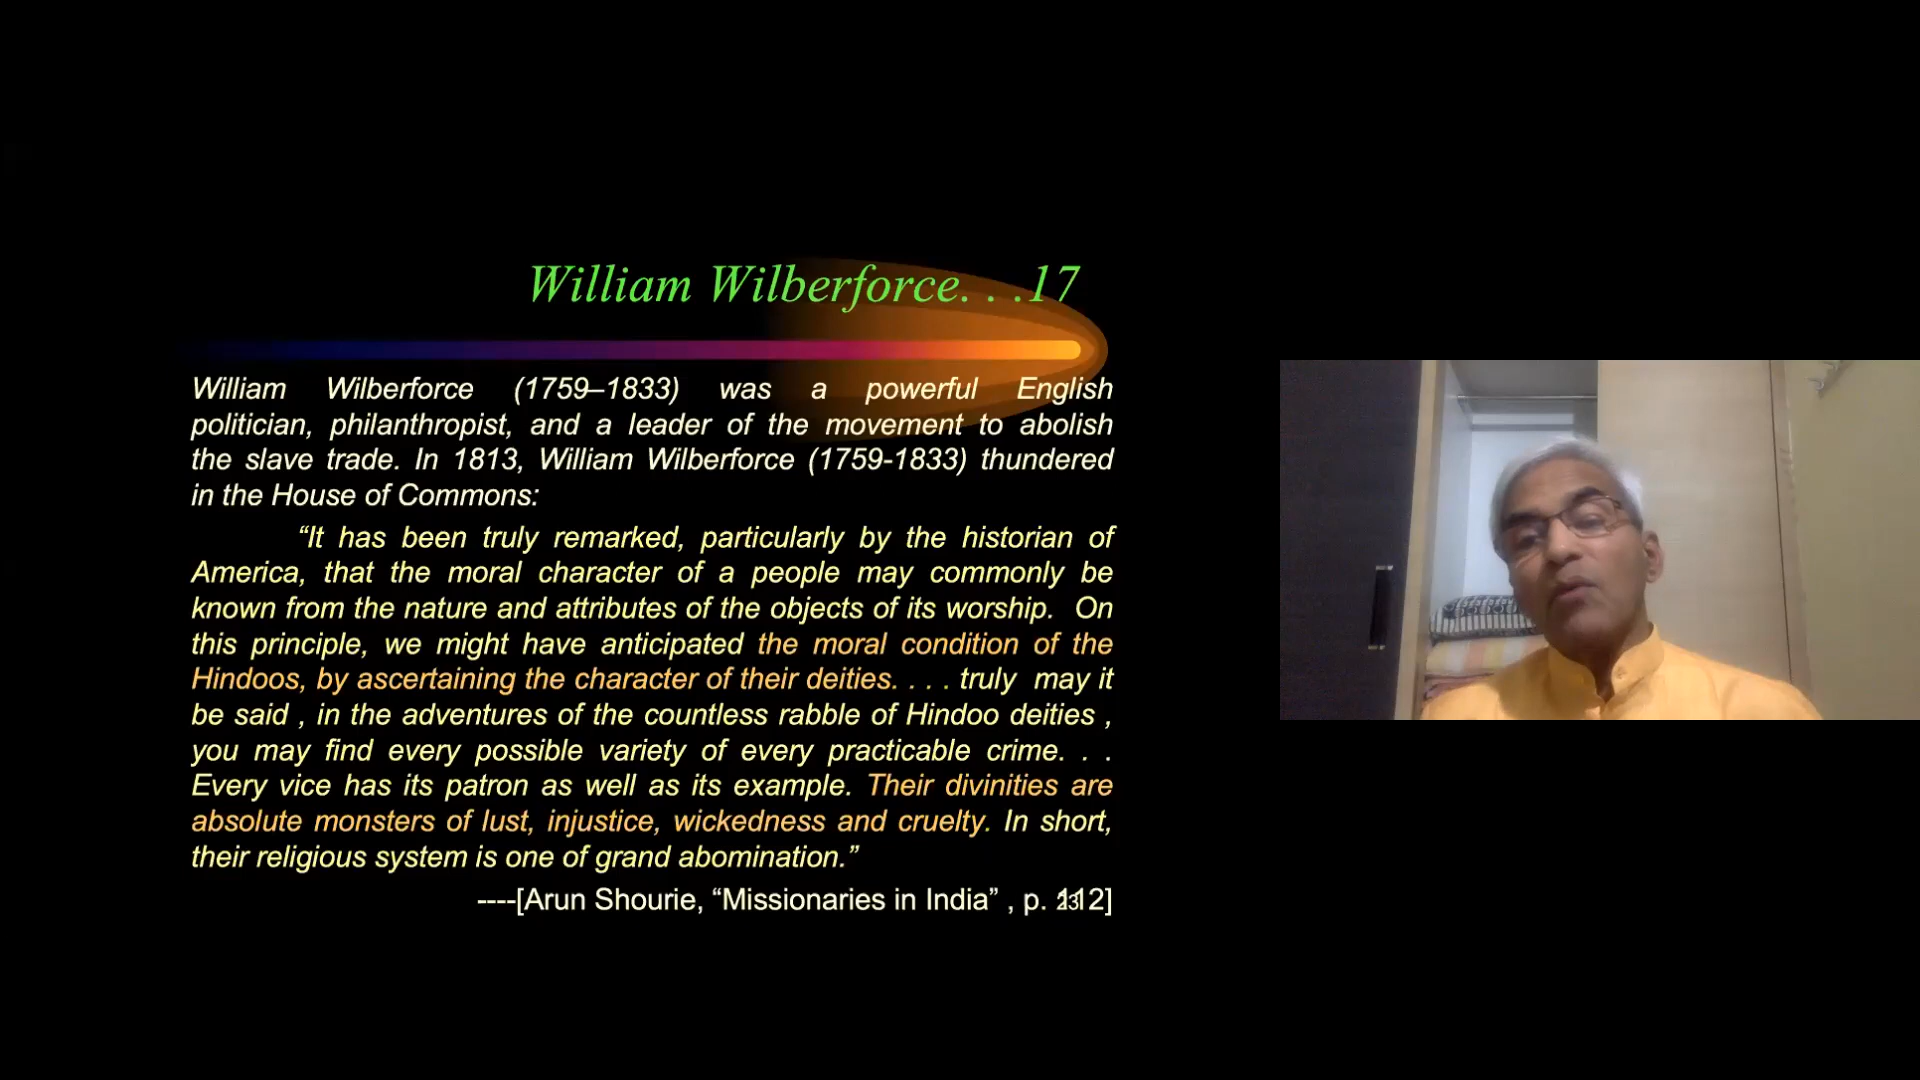 William Wilberforce. . .17
William Wilberforce (1759–1833) was a powerful English
politician, philanthropist, and a leader of the movement to abolish
the slave trade. In 1813, William Wilberforce (1759-1833) thundered
in the House of Commons:
“It has been truly remarked, particularly by the historian of
America, that the moral character of a people may commonly be
known from the nature and attributes of the objects of its worship. On
this principle, we might have anticipated the moral condition of the
Hindoos, by ascertaining the character of their deities. . . . truly may it
be said , in the adventures of the countless rabble of Hindoo deities ,
you may find every possible variety of every practicable crime. . .
Every vice has its patron as well as its example. Their divinities are
absolute monsters of lust, injustice, wickedness and cruelty. In short,
their religious system is one of grand abomination.”
----[Arun Shourie, “Missionaries in India” , p.